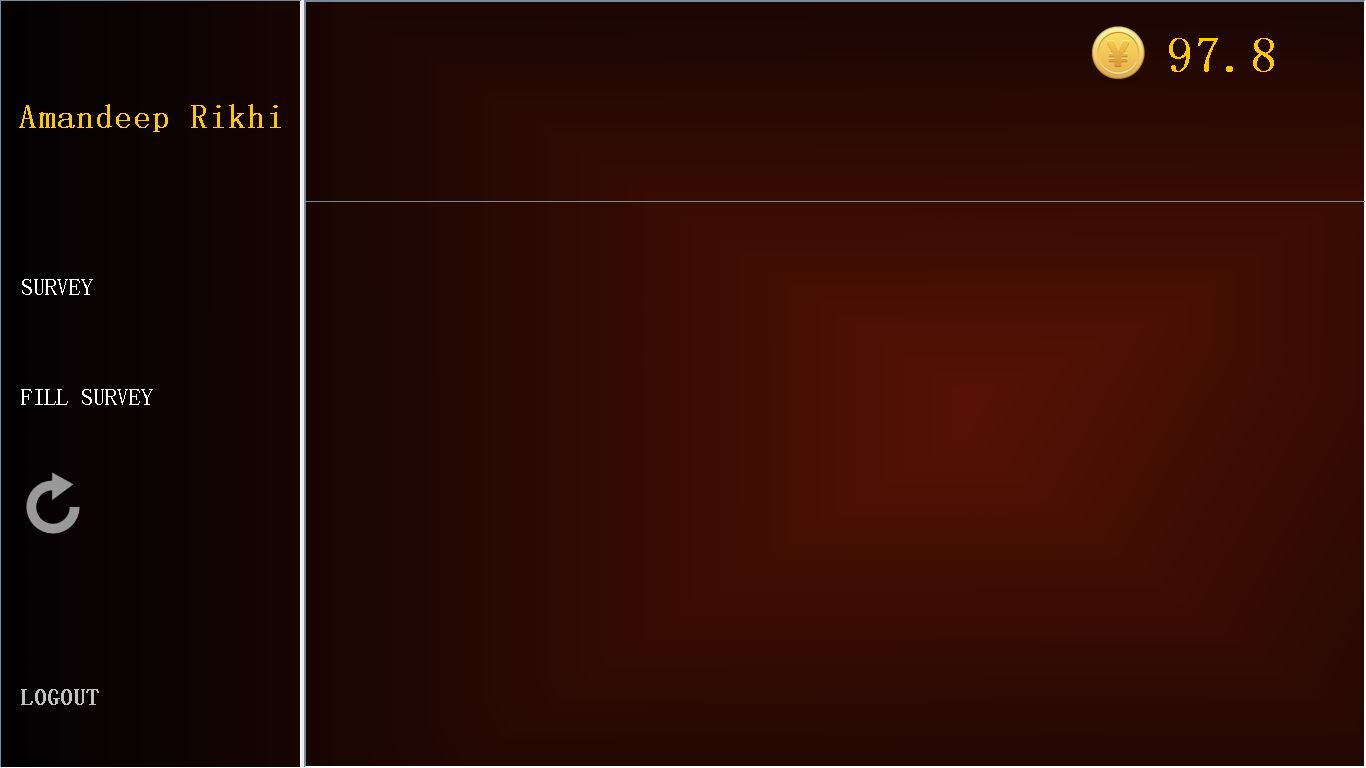 ¥ 97.8
Amandeep Rikhi
SURVEY
FILL SURVEY
LOGOUT